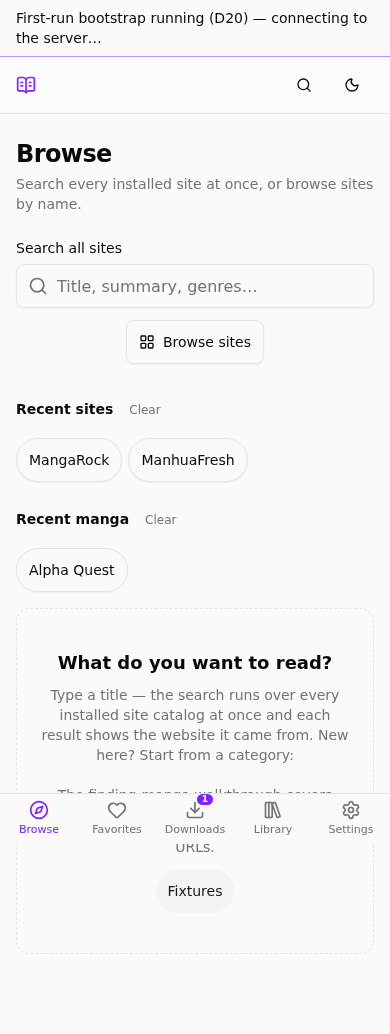 First-run bootstrap running (D20) — connecting to
the server…
Browse
Search every installed site at once, or browse sites
by name.
Search all sites
Title, summary, genres…
Browse sites
Recent sites Clear
MangaRock ManhuaFresh
Recent manga Clear
Alpha Quest
What do you want to read?
Type a title — the search runs over every
installed site catalog at once and each
result shows the website it came from. New
here? Start from a category:
1
Browse Favorites Downloads Library Settings
URLs.
Fixtures